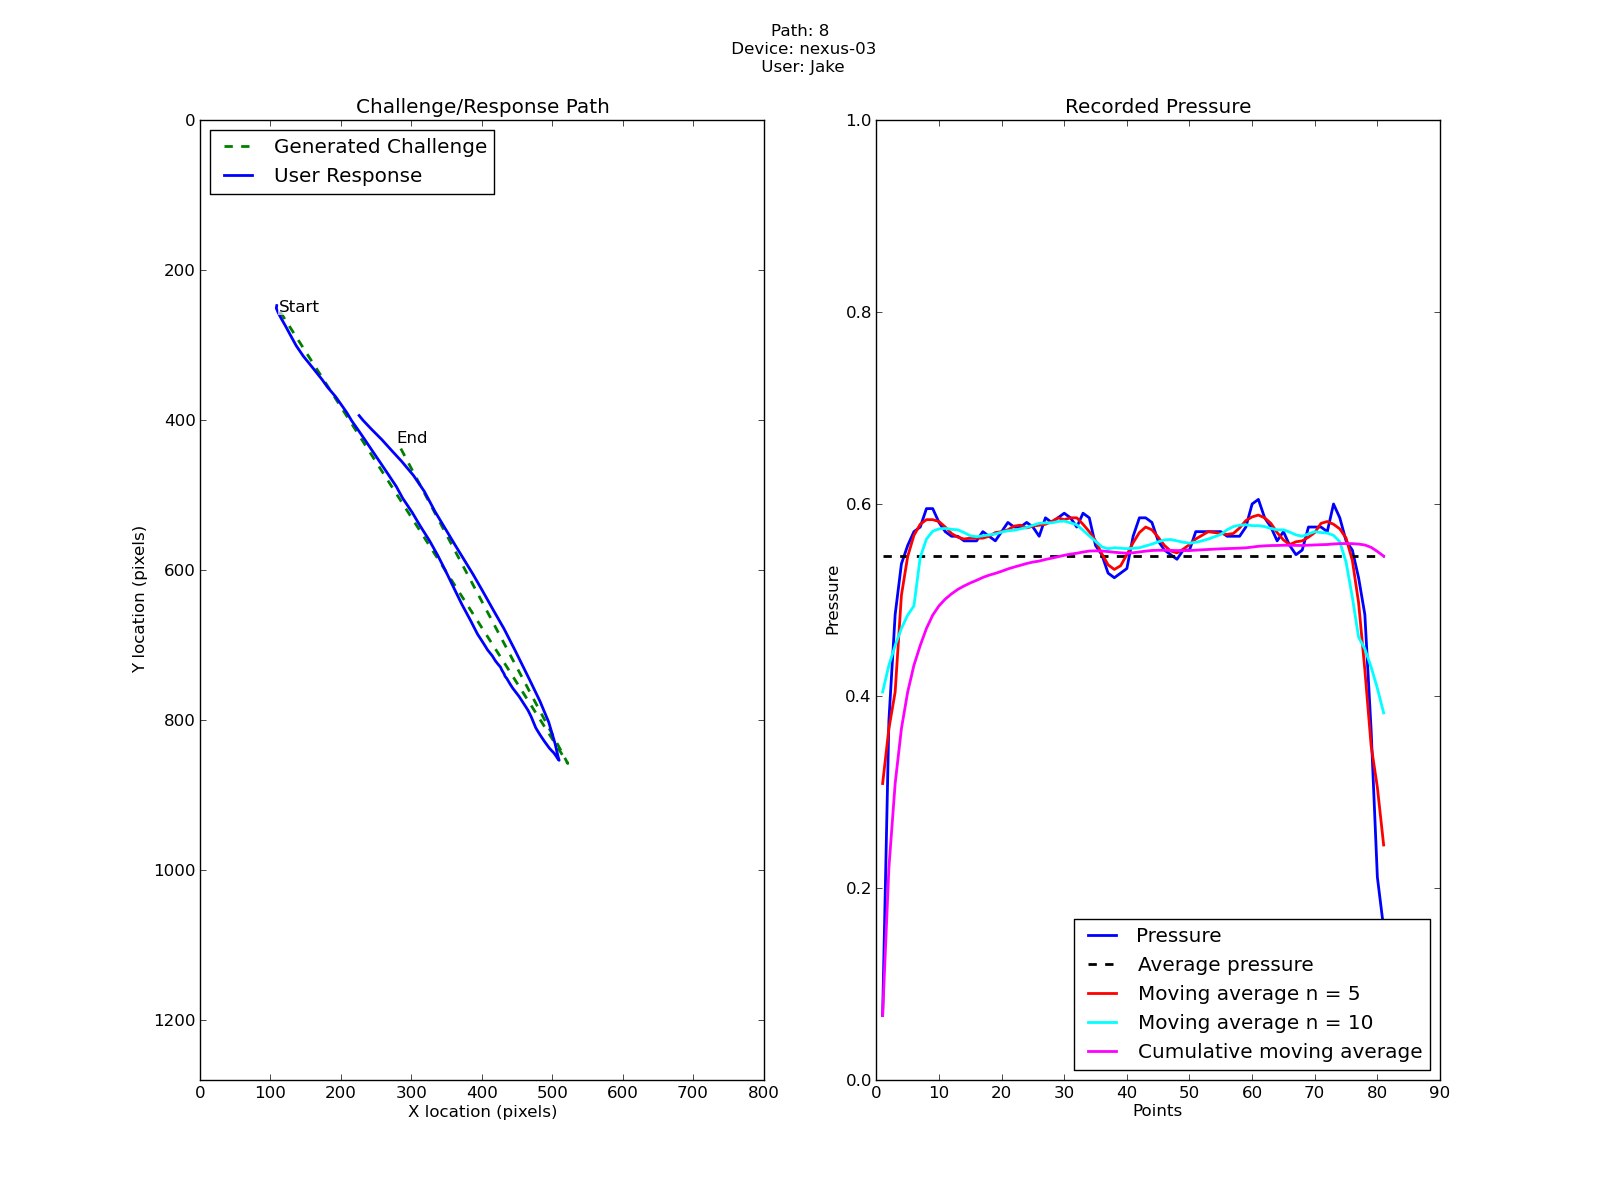 Path: 8
Device: nexus-03
User: Jake
Challenge/Response Path
Generated Challenge
User Response
Start
End
0
200
400
600
800
1000
1200
Y location (pixels)
0 100 200 300 400 500 600 700 800
X location (pixels)
Recorded Pressure
1.0
0.8
0.6
0.4
0.2
0.0
Pressure
Pressure
Average pressure
Moving average n = 5
Moving average n = 10
Cumulative moving average
0 10 20 30 40 50 60 70 80 90
Points